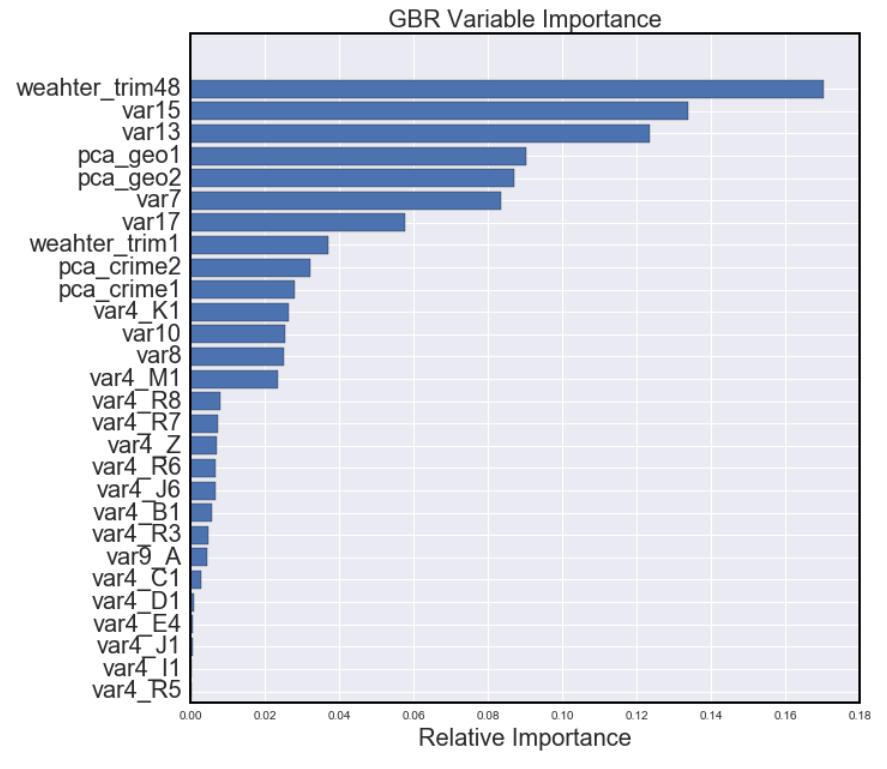 GBR Variable Importance
weahter_trim48
var15
var13
pca_geo1
pca_geo2
var7
var17
weahter_trim1
pca_crime2
pca_crime1
var4_K1
var10
var8
var4_M1
var4_R8
var4_R7
var4_Z
var4_R6
var4_J6
var4_B1
var4_R3
var9_A
var4_C1
var4_D1
var4_E4
var4_J1
var4_I1
var4_R5
0.00 0.02 0.04 0.06 0.08 0.10 0.12 0.14 0.16 0.18
Relative Importance